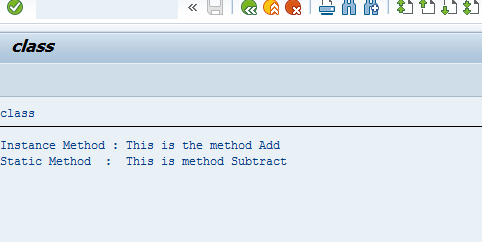 class
class
Instance Method : This is the method Add
Static Method  :  This is method Subtract